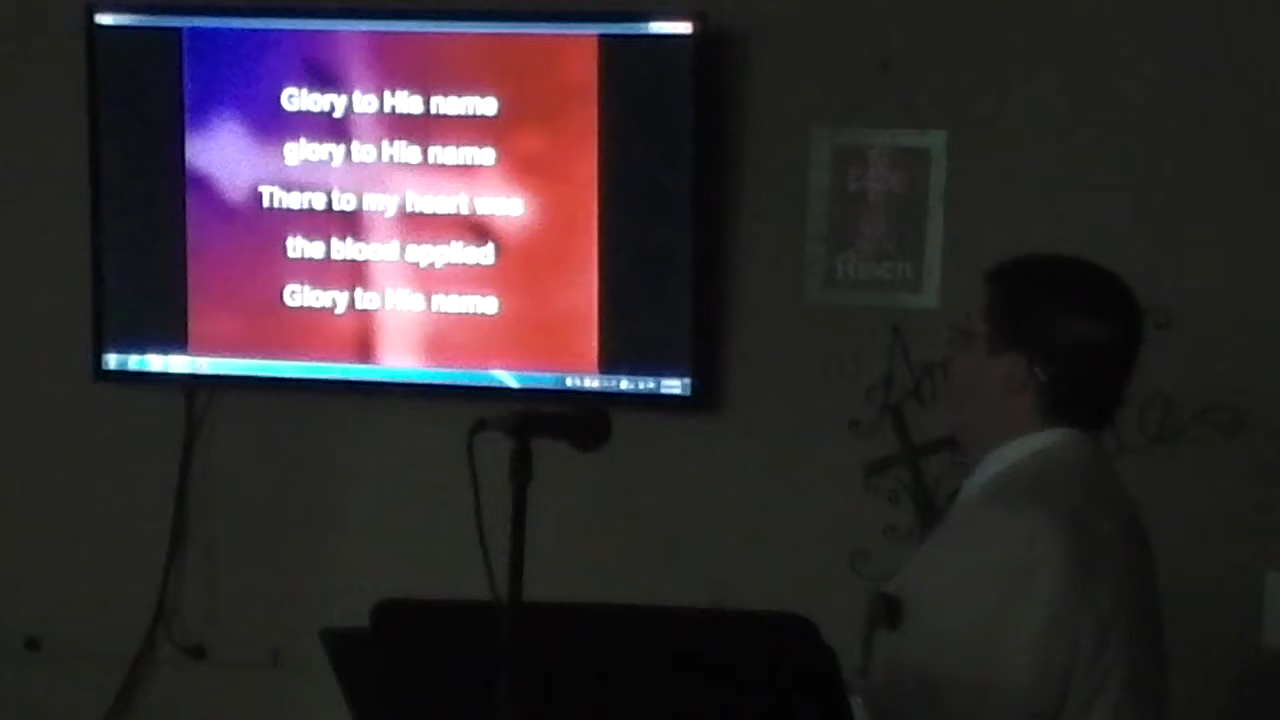 Glory to His name
glory to His name
There to my heart was
the blood applied
Glory to His name
Risen